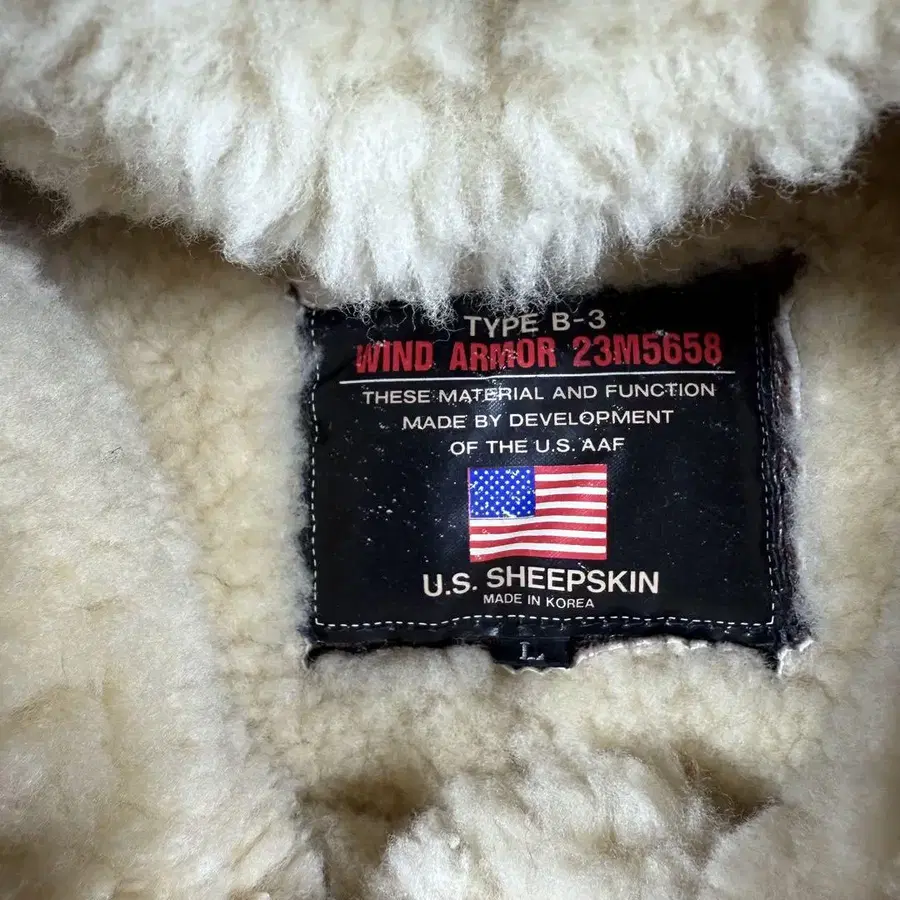 TYPE B-3
WIND ARMOR 23M5658
THESE MATERIAL AND FUNCTION
MADE BY DEVELOPMENT
OF THE U.S. AAF
U.S. SHEEPSKIN
MADE IN KOREA
L